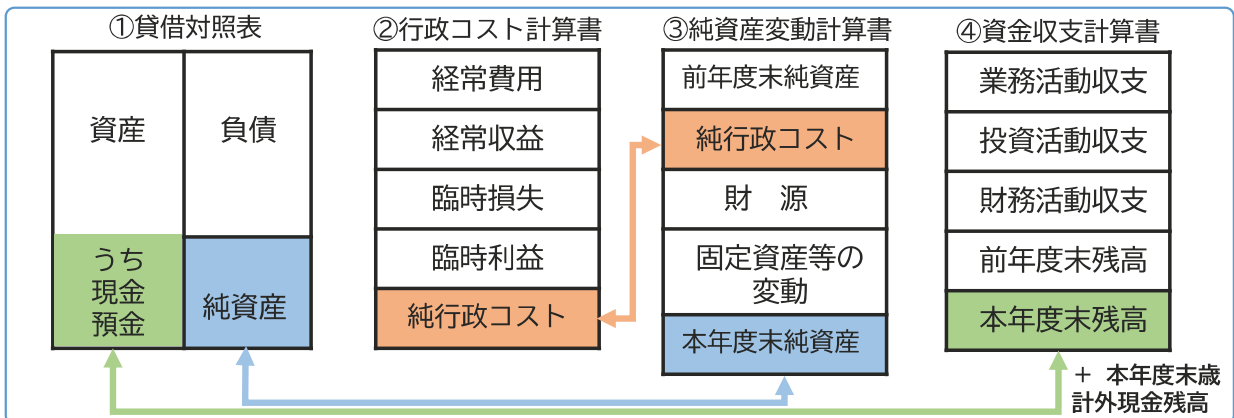 ①貸借対照表
資産
負債
うち
現金
預金
純資産
②行政コスト計算書
経常費用
経常収益
臨時損失
臨時利益
純行政コスト
③純資産変動計算書
前年度末純資産
純行政コスト
財　源
固定資産等の
変動
本年度末純資産
④資金収支計算書
業務活動収支
投資活動収支
財務活動収支
前年度末残高
本年度末残高
＋ 本年度末歳
計外現金残高